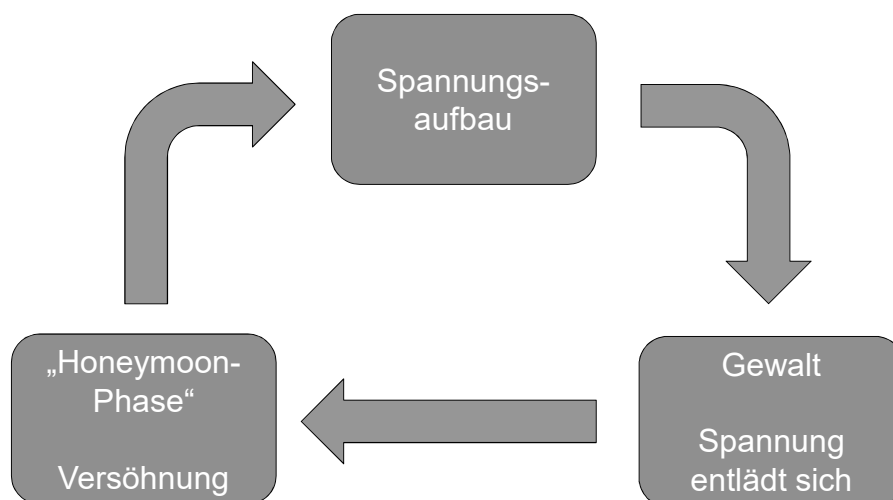 Spannungs-
aufbau
„Honeymoon-
Phase“
Versöhnung
Gewalt
Spannung
entlädt sich